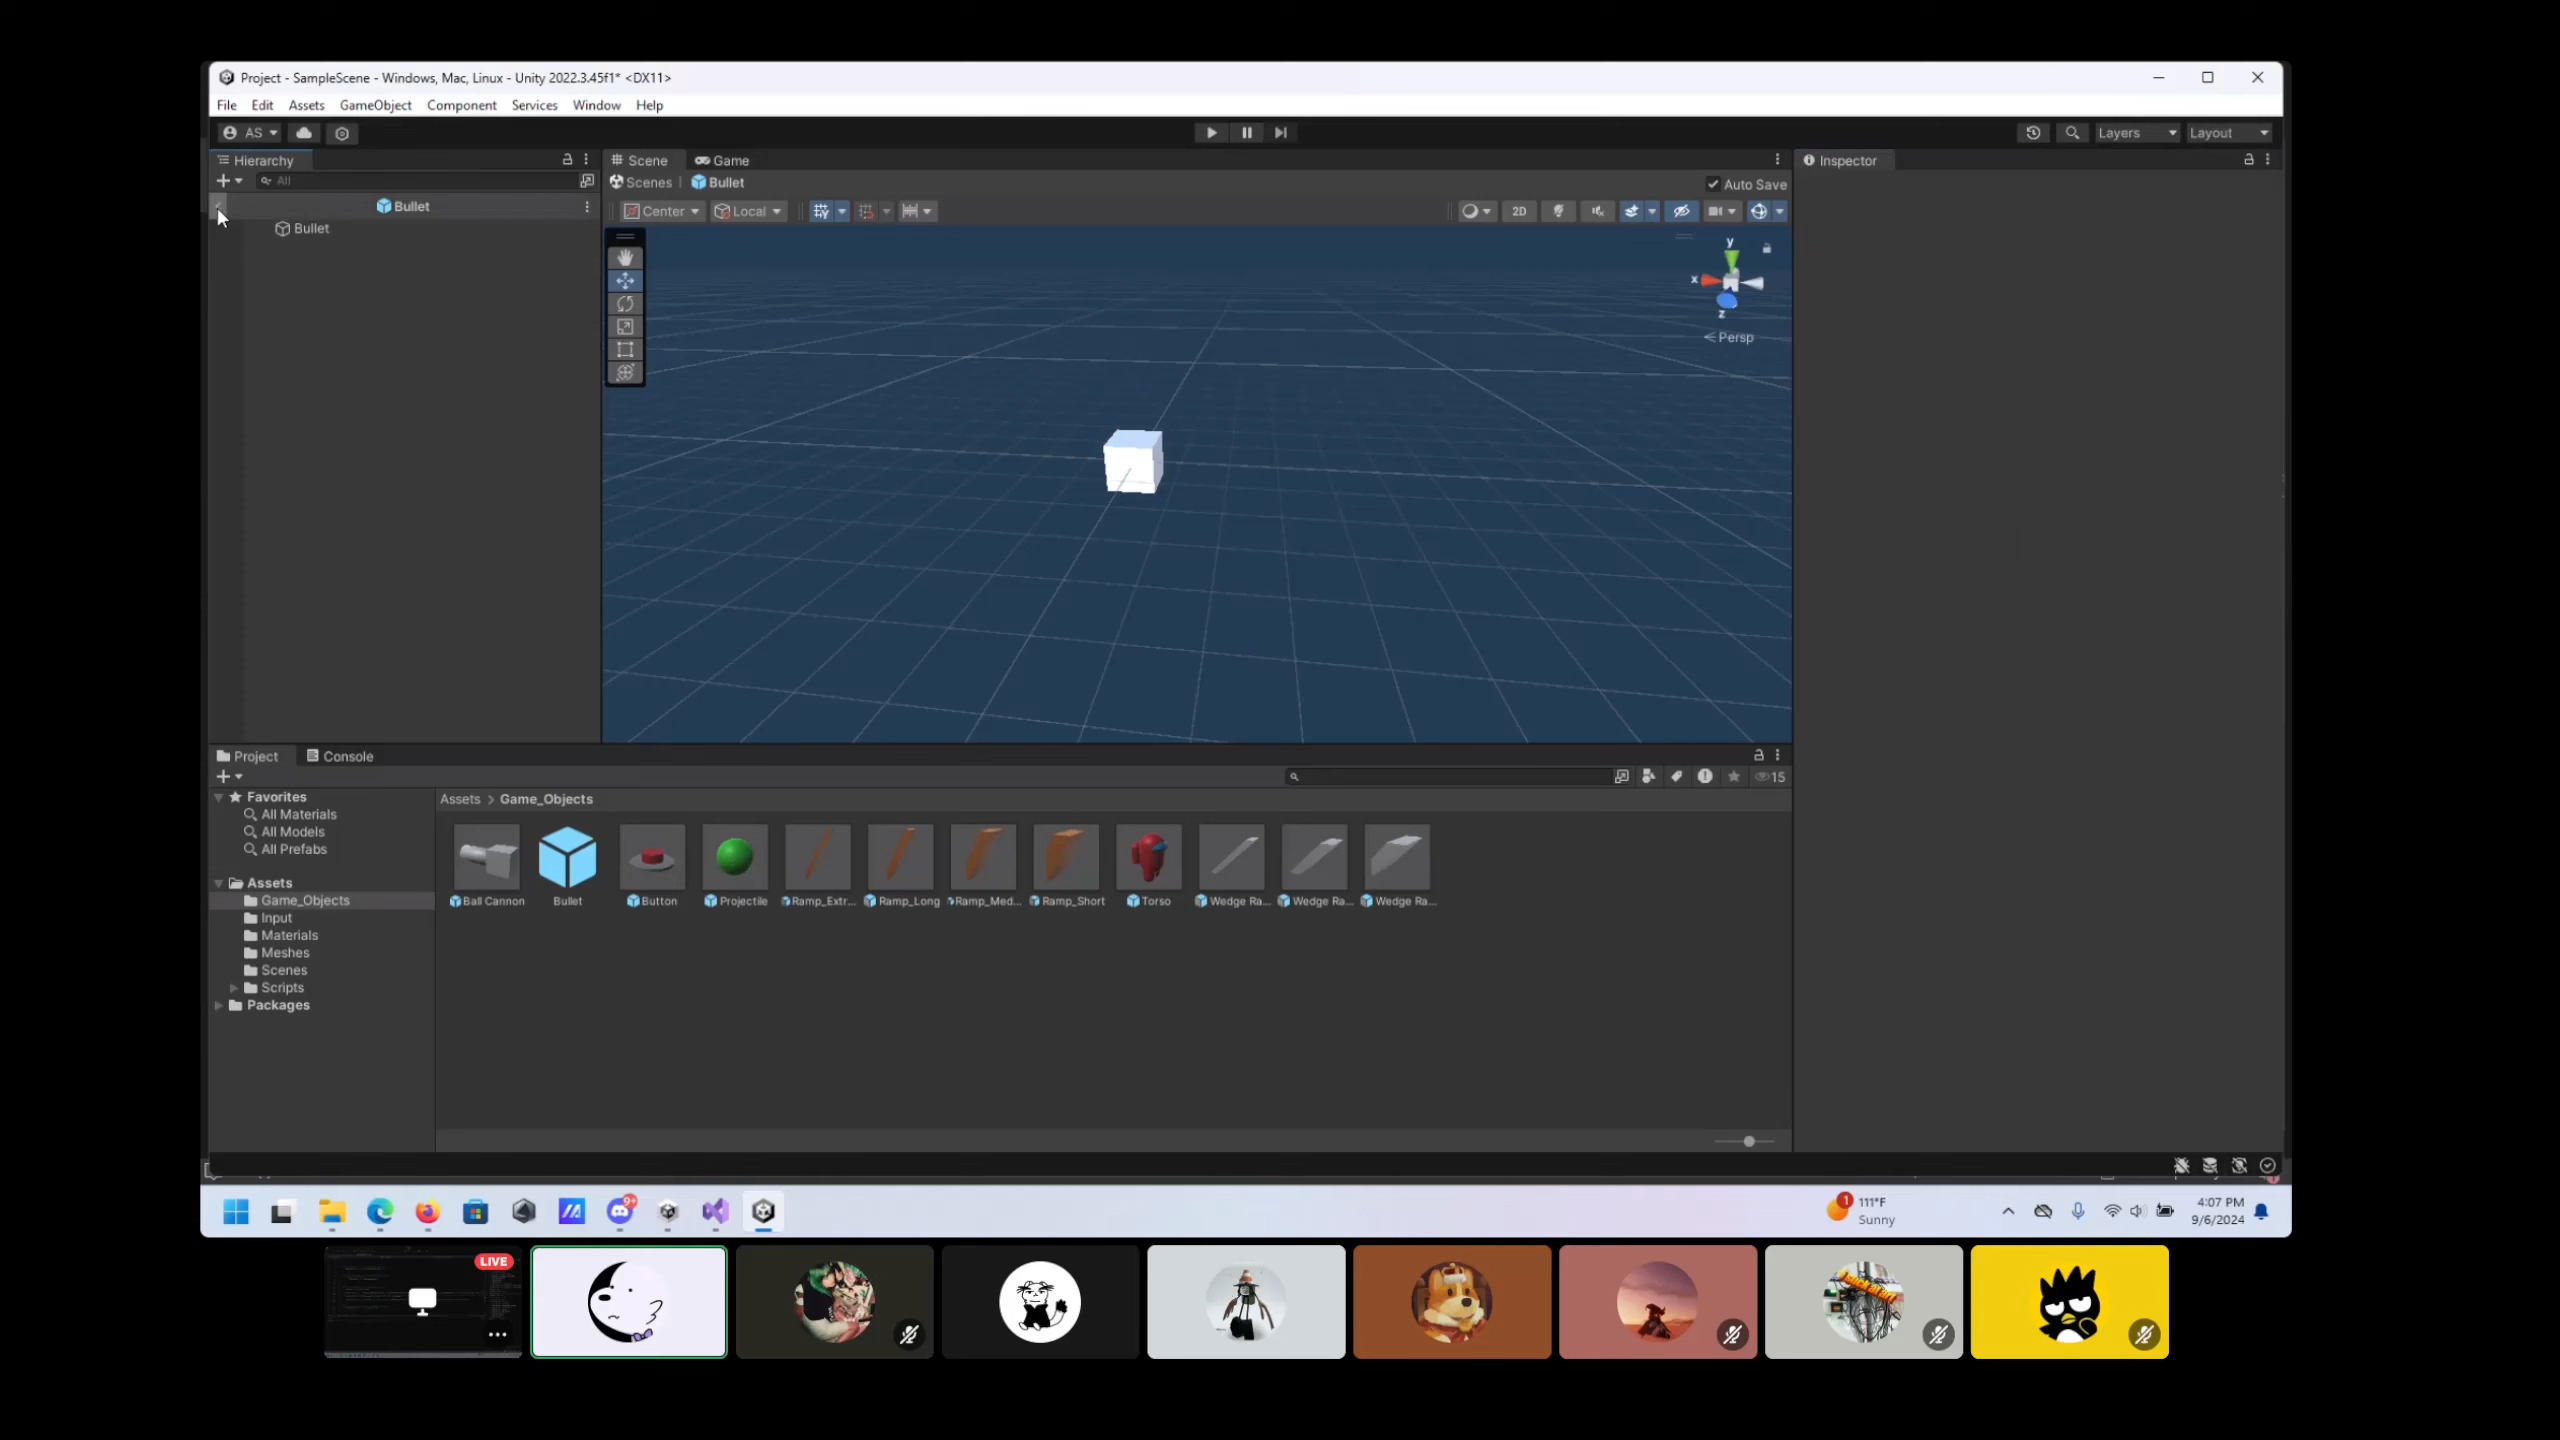 Project - SampleScene - Windows, Mac, Linux - Unity 2022.3.45f1* <DX11>
File Edit Assets GameObject Component Services Window Help
AS Layers Layout
Hierarchy Scene Game Inspector
All Scenes Bullet Auto Save
Bullet Center Local 2D
Bullet
y
x
z
Persp
Project Console
15
Favorites
All Materials
All Models
All Prefabs
Assets
Game_Objects
Input
Materials
Meshes
Scenes
Scripts
Packages
Assets > Game_Objects
Ball Cannon Bullet Button Projectile Ramp_Extr... Ramp_Long Ramp_Med... Ramp_Short Torso Wedge Ra... Wedge Ra... Wedge Ra...
9+
1 111°F
Sunny
4:07 PM
9/6/2024
LIVE